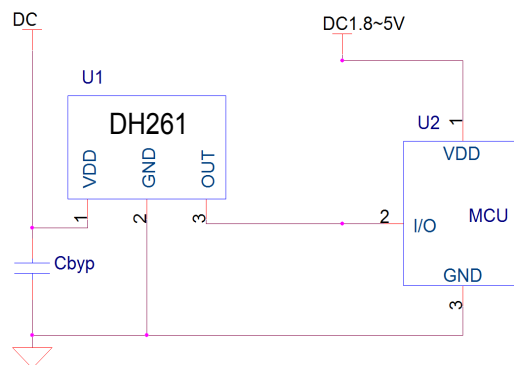 DC
DC1.8~5V
U1
DH261
VDD
GND
OUT
1
2
3
U2
1
VDD
2
I/O
MCU
GND
3
Cbyp